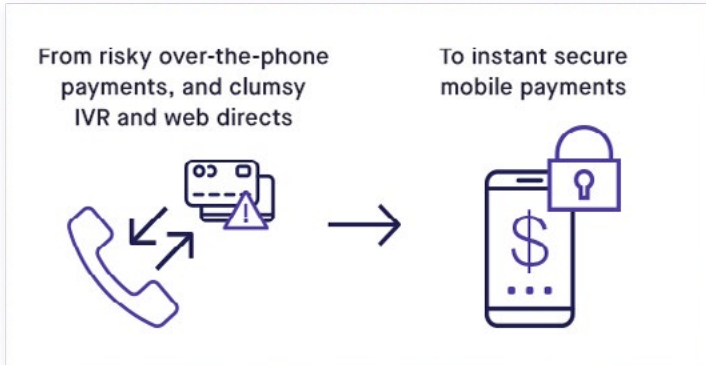 From risky over-the-phone
payments, and clumsy
IVR and web directs
To instant secure
mobile payments
$